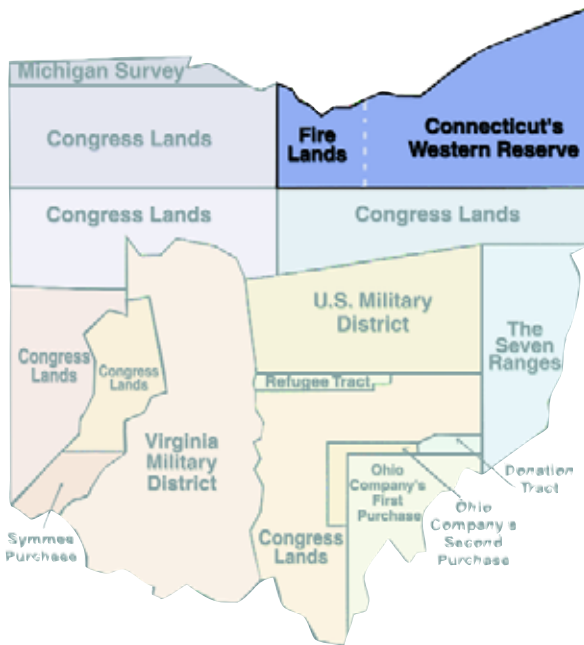 Michigan Survey
Congress Lands
Fire
Lands
Connecticut's
Western Reserve
Congress Lands
Congress Lands
U.S. Military
District
The
Seven
Ranges
Congress
Lands
Congress
Lands
Refugee Tract
Virginia
Military
District
Ohio
Company's
First
Purchase
Donation
Tract
Symmes
Purchase
Congress
Lands
Ohio
Company's
Second
Purchase